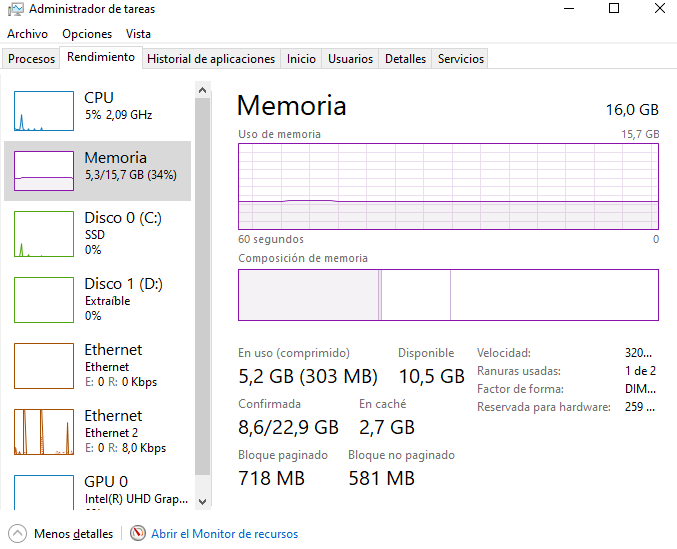 Administrador de tareas
Archivo Opciones Vista
Procesos Rendimiento Historial de aplicaciones Inicio Usuarios Detalles Servicios
CPU
5% 2,09 GHz
Memoria
5,3/15,7 GB (34%)
Disco 0 (C:)
SSD
0%
Disco 1 (D:)
Extraíble
0%
Ethernet
Ethernet
E: 0 R: 0 Kbps
Ethernet
Ethernet 2
E: 0 R: 8,0 Kbps
GPU 0
Intel(R) UHD Grap...
Memoria 16,0 GB
Uso de memoria 15,7 GB
60 segundos 0
Composición de memoria
En uso (comprimido) Disponible
5,2 GB (303 MB) 10,5 GB
Confirmada En caché
8,6/22,9 GB 2,7 GB
Bloque paginado Bloque no paginado
718 MB 581 MB
Velocidad: 320...
Ranuras usadas: 1 de 2
Factor de forma: DIM...
Reservada para hardware: 259 ...
Menos detalles Abrir el Monitor de recursos